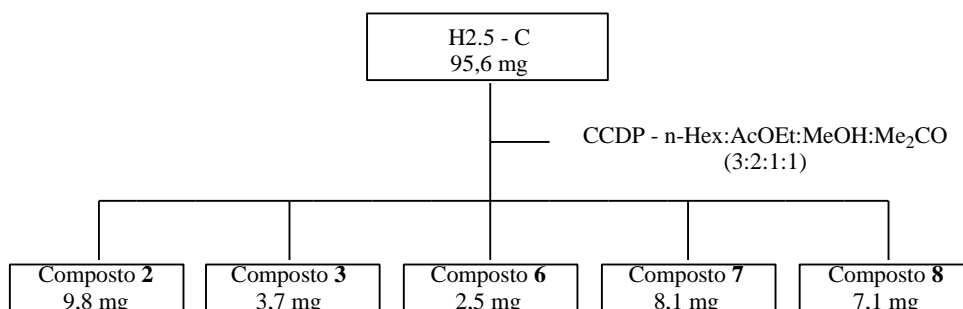 H2.5 - C
95,6 mg
CCDP - n-Hex:AcOEt:MeOH:Me₂CO
(3:2:1:1)
Composto 2
9,8 mg
Composto 3
3,7 mg
Composto 6
2,5 mg
Composto 7
8,1 mg
Composto 8
7,1 mg